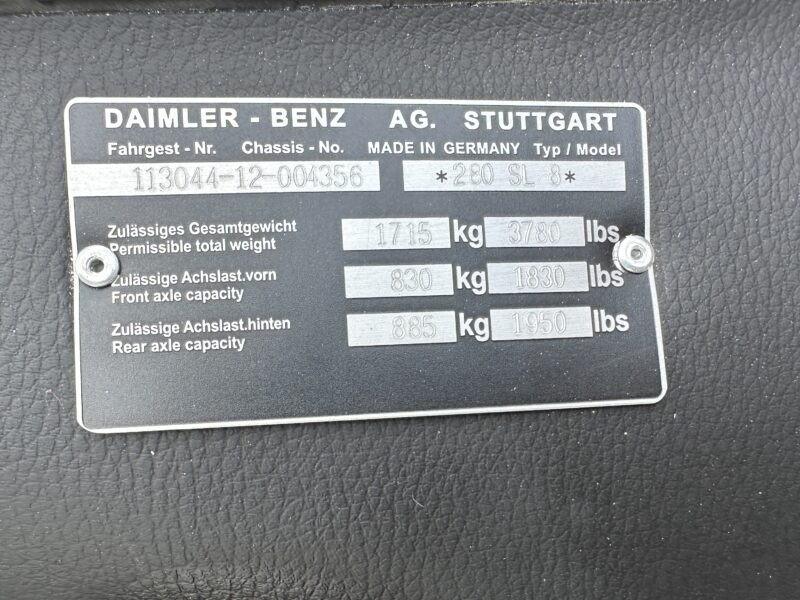 DAIMLER - BENZ AG. STUTTGART
Fahrgest - Nr. Chassis - No. MADE IN GERMANY Typ / Model
113044-12-004356 *280 SL 8*
Zulässiges Gesamtgewicht
Permissible total weight 1715 kg 3780 lbs
Zulässige Achslast.vorn
Front axle capacity 830 kg 1830 lbs
Zulässige Achslast.hinten
Rear axle capacity 885 kg 1950 lbs